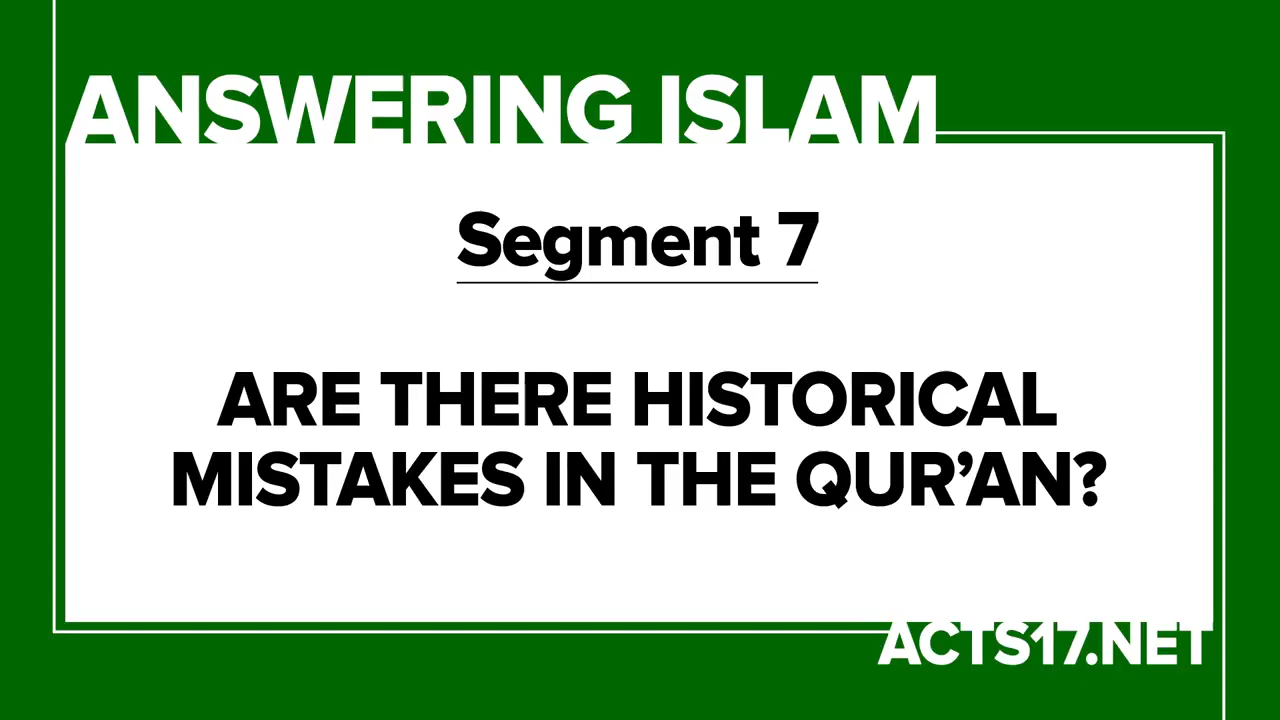 ANSWERING ISLAM
Segment 7
ARE THERE HISTORICAL
MISTAKES IN THE QUR’AN?
ACTS17.NET